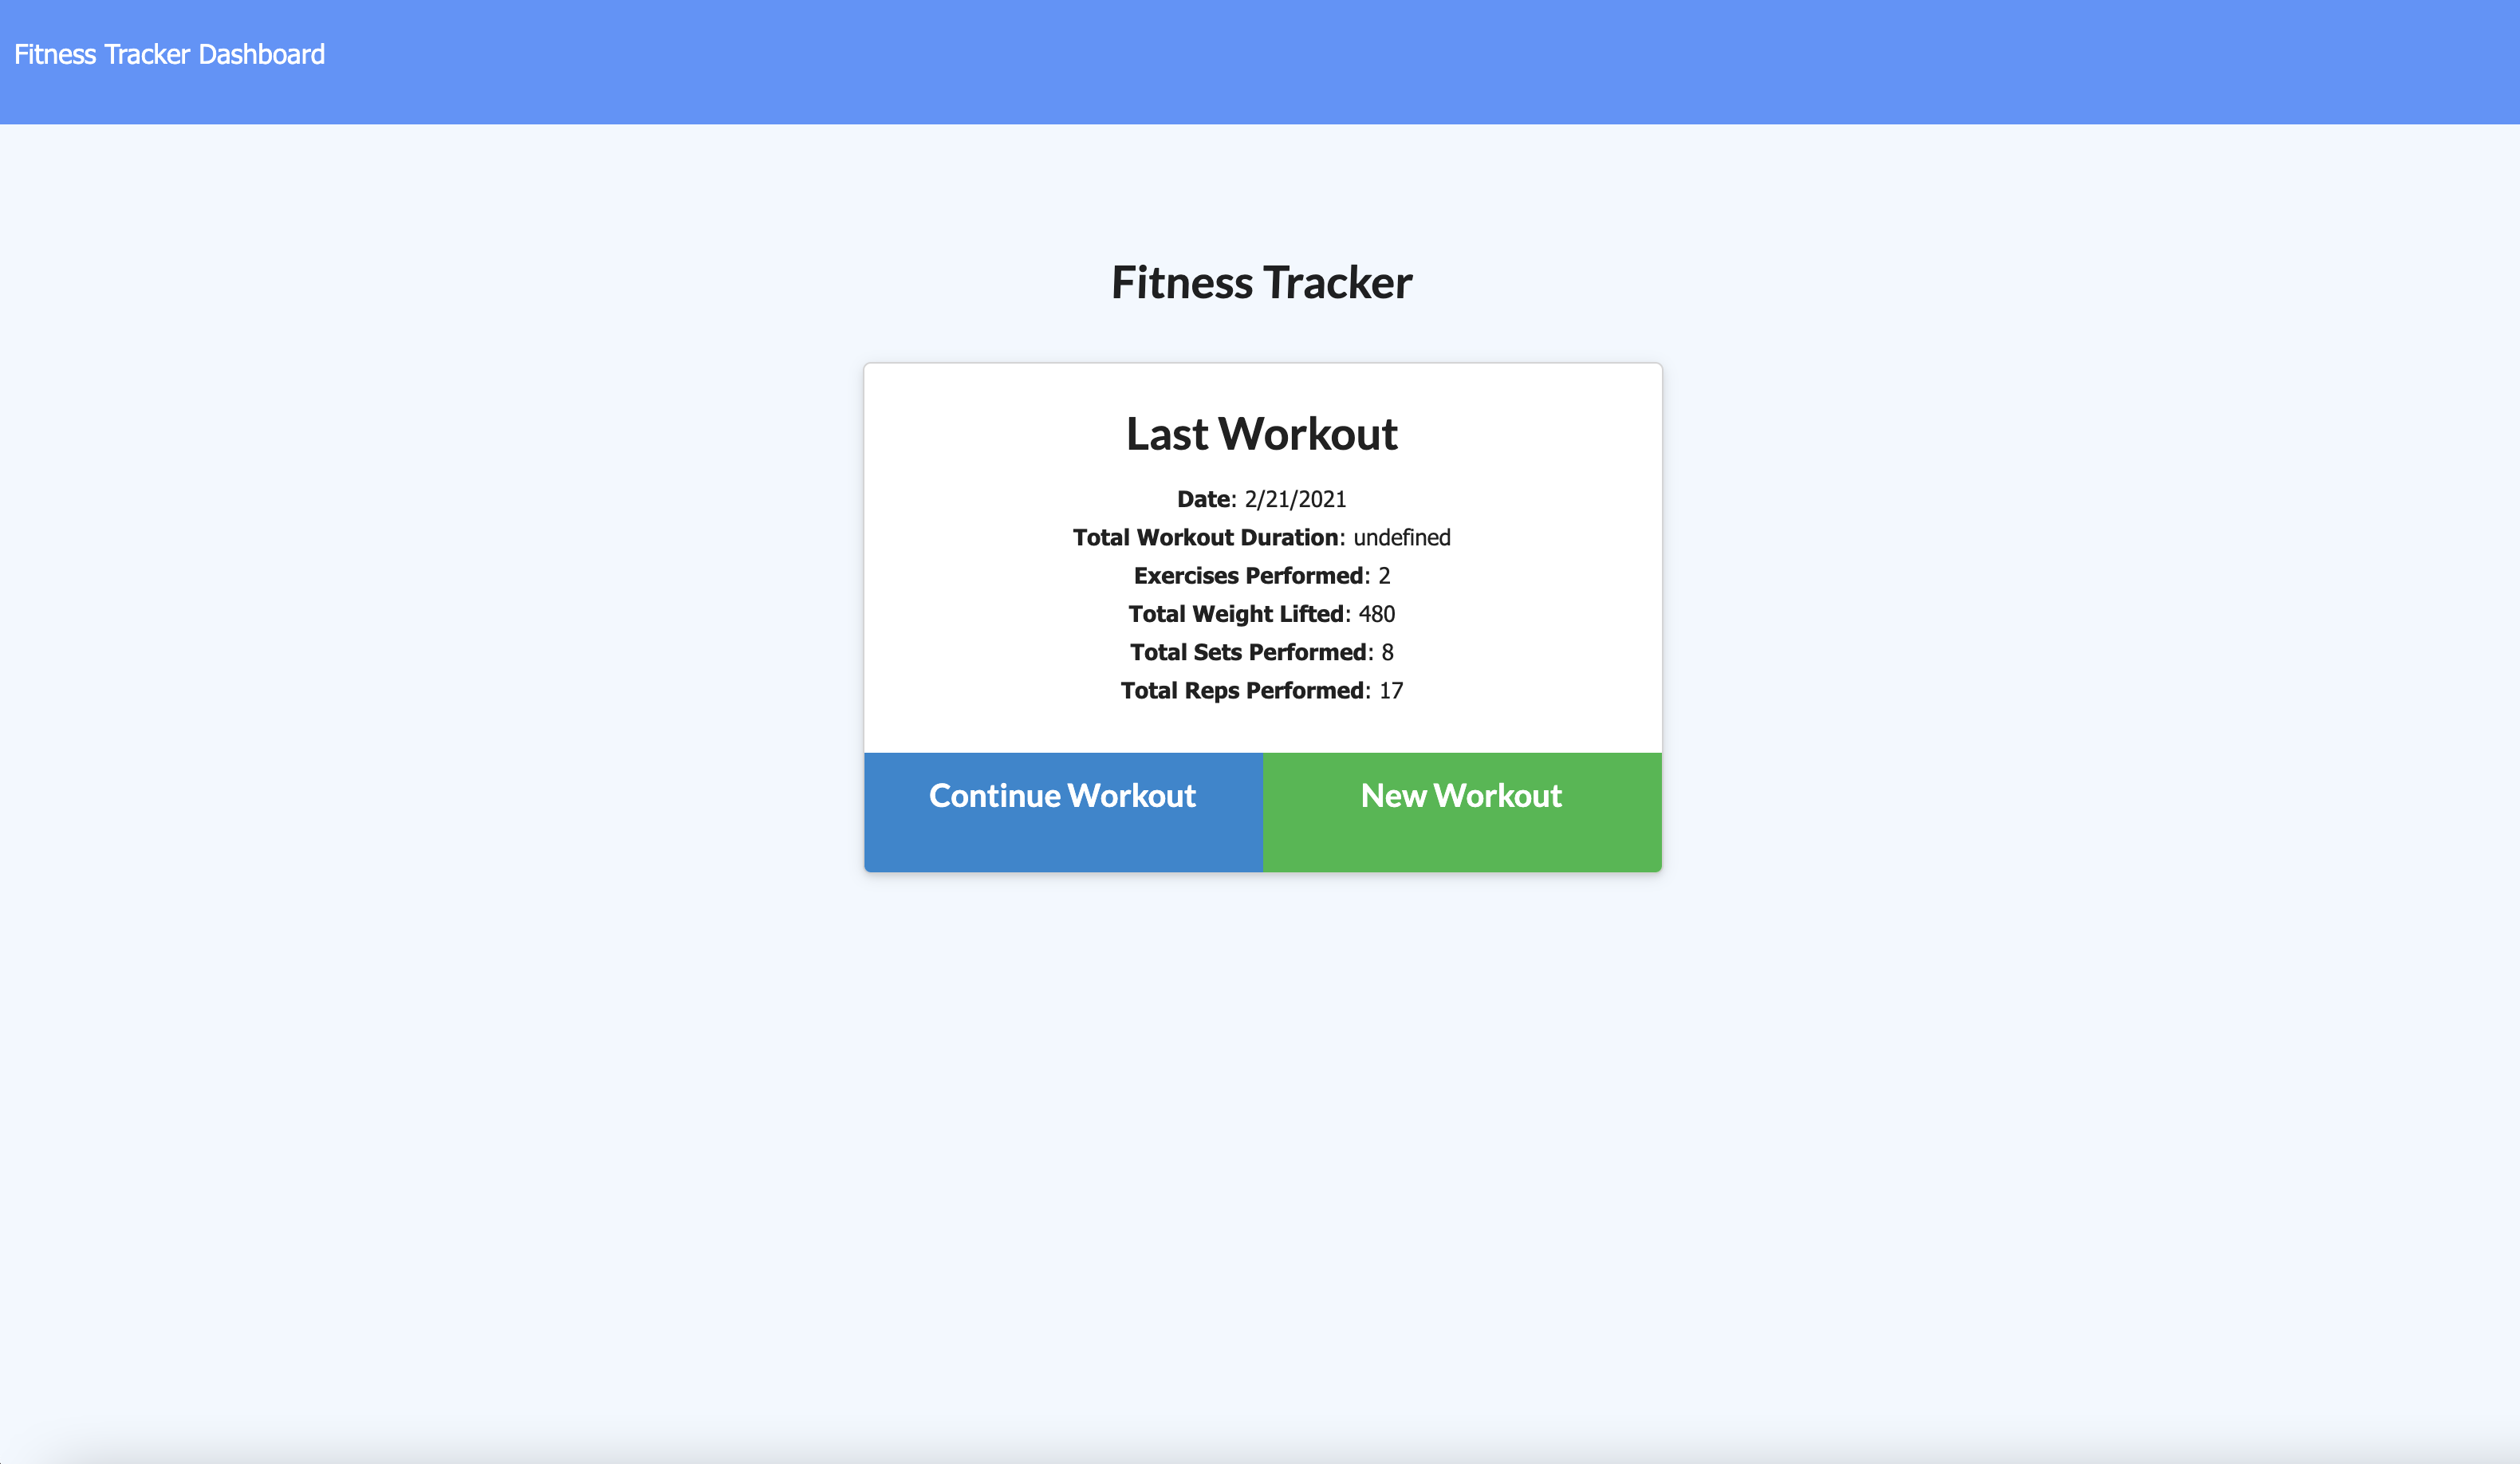 Fitness Tracker Dashboard
Fitness Tracker
Last Workout
Date: 2/21/2021
Total Workout Duration: undefined
Exercises Performed: 2
Total Weight Lifted: 480
Total Sets Performed: 8
Total Reps Performed: 17
Continue Workout New Workout